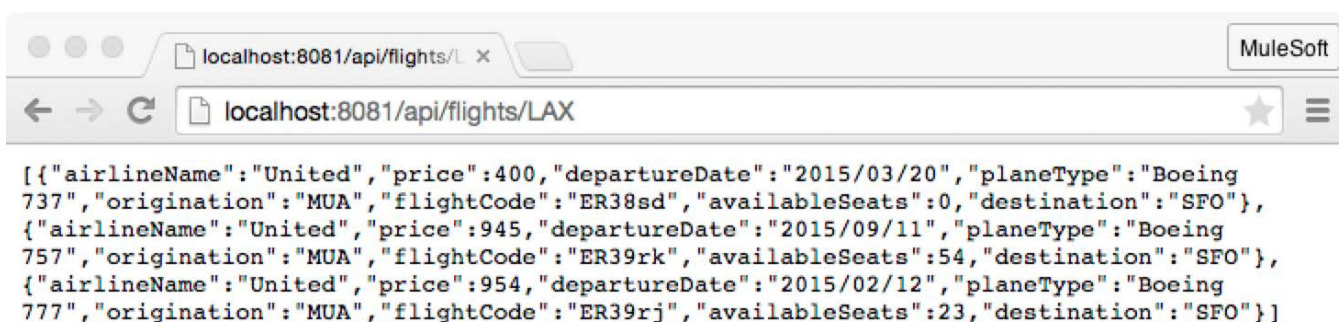 localhost:8081/api/flights/L
MuleSoft
localhost:8081/api/flights/LAX
[{"airlineName":"United","price":400,"departureDate":"2015/03/20","planeType":"Boeing
737","origination":"MUA","flightCode":"ER38sd","availableSeats":0,"destination":"SFO"},
{"airlineName":"United","price":945,"departureDate":"2015/09/11","planeType":"Boeing
757","origination":"MUA","flightCode":"ER39rk","availableSeats":54,"destination":"SFO"},
{"airlineName":"United","price":954,"departureDate":"2015/02/12","planeType":"Boeing
777","origination":"MUA","flightCode":"ER39rj","availableSeats":23,"destination":"SFO"}]